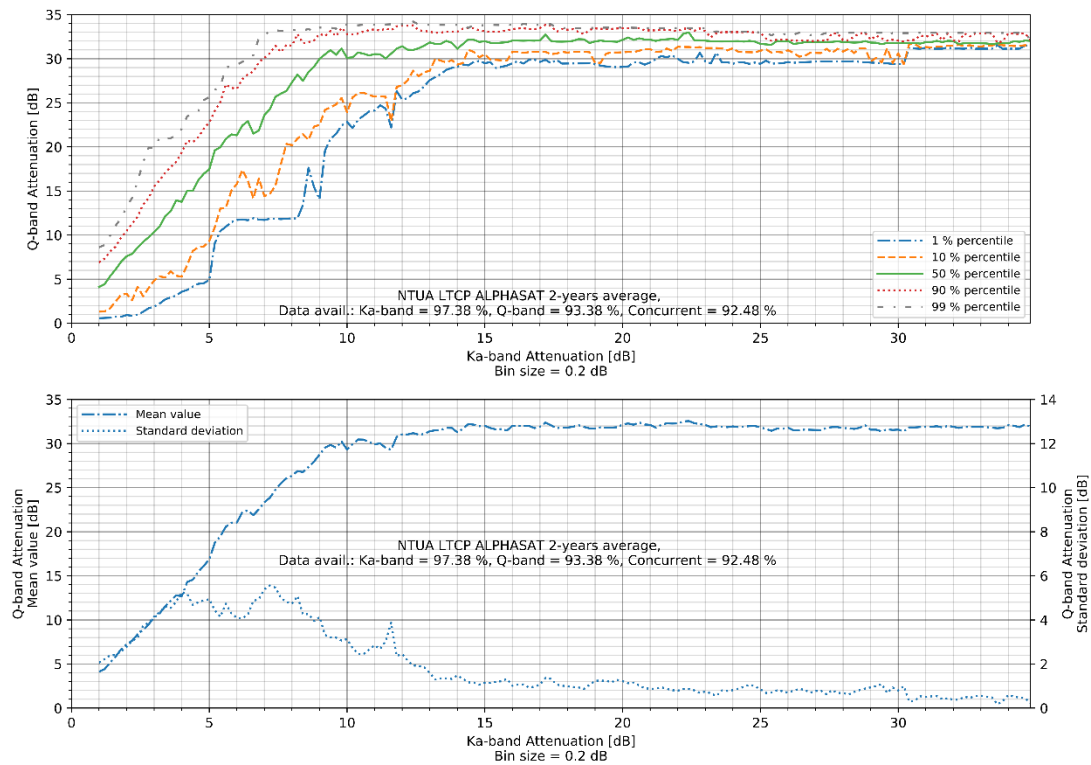 35
30
25
20
15
10
5
0
Q-band Attenuation [dB]
1 % percentile
10 % percentile
50 % percentile
90 % percentile
99 % percentile
NTUA LTCP ALPHASAT 2-years average,
Data avail.: Ka-band = 97.38 %, Q-band = 93.38 %, Concurrent = 92.48 %
0 5 10 15 20 25 30
Ka-band Attenuation [dB]
Bin size = 0.2 dB
35
30
25
20
15
10
5
0
Q-band Attenuation
Mean value [dB]
Mean value
Standard deviation
NTUA LTCP ALPHASAT 2-years average,
Data avail.: Ka-band = 97.38 %, Q-band = 93.38 %, Concurrent = 92.48 %
14
12
10
8
6
4
2
0
Q-band Attenuation
Standard deviation [dB]
0 5 10 15 20 25 30
Ka-band Attenuation [dB]
Bin size = 0.2 dB